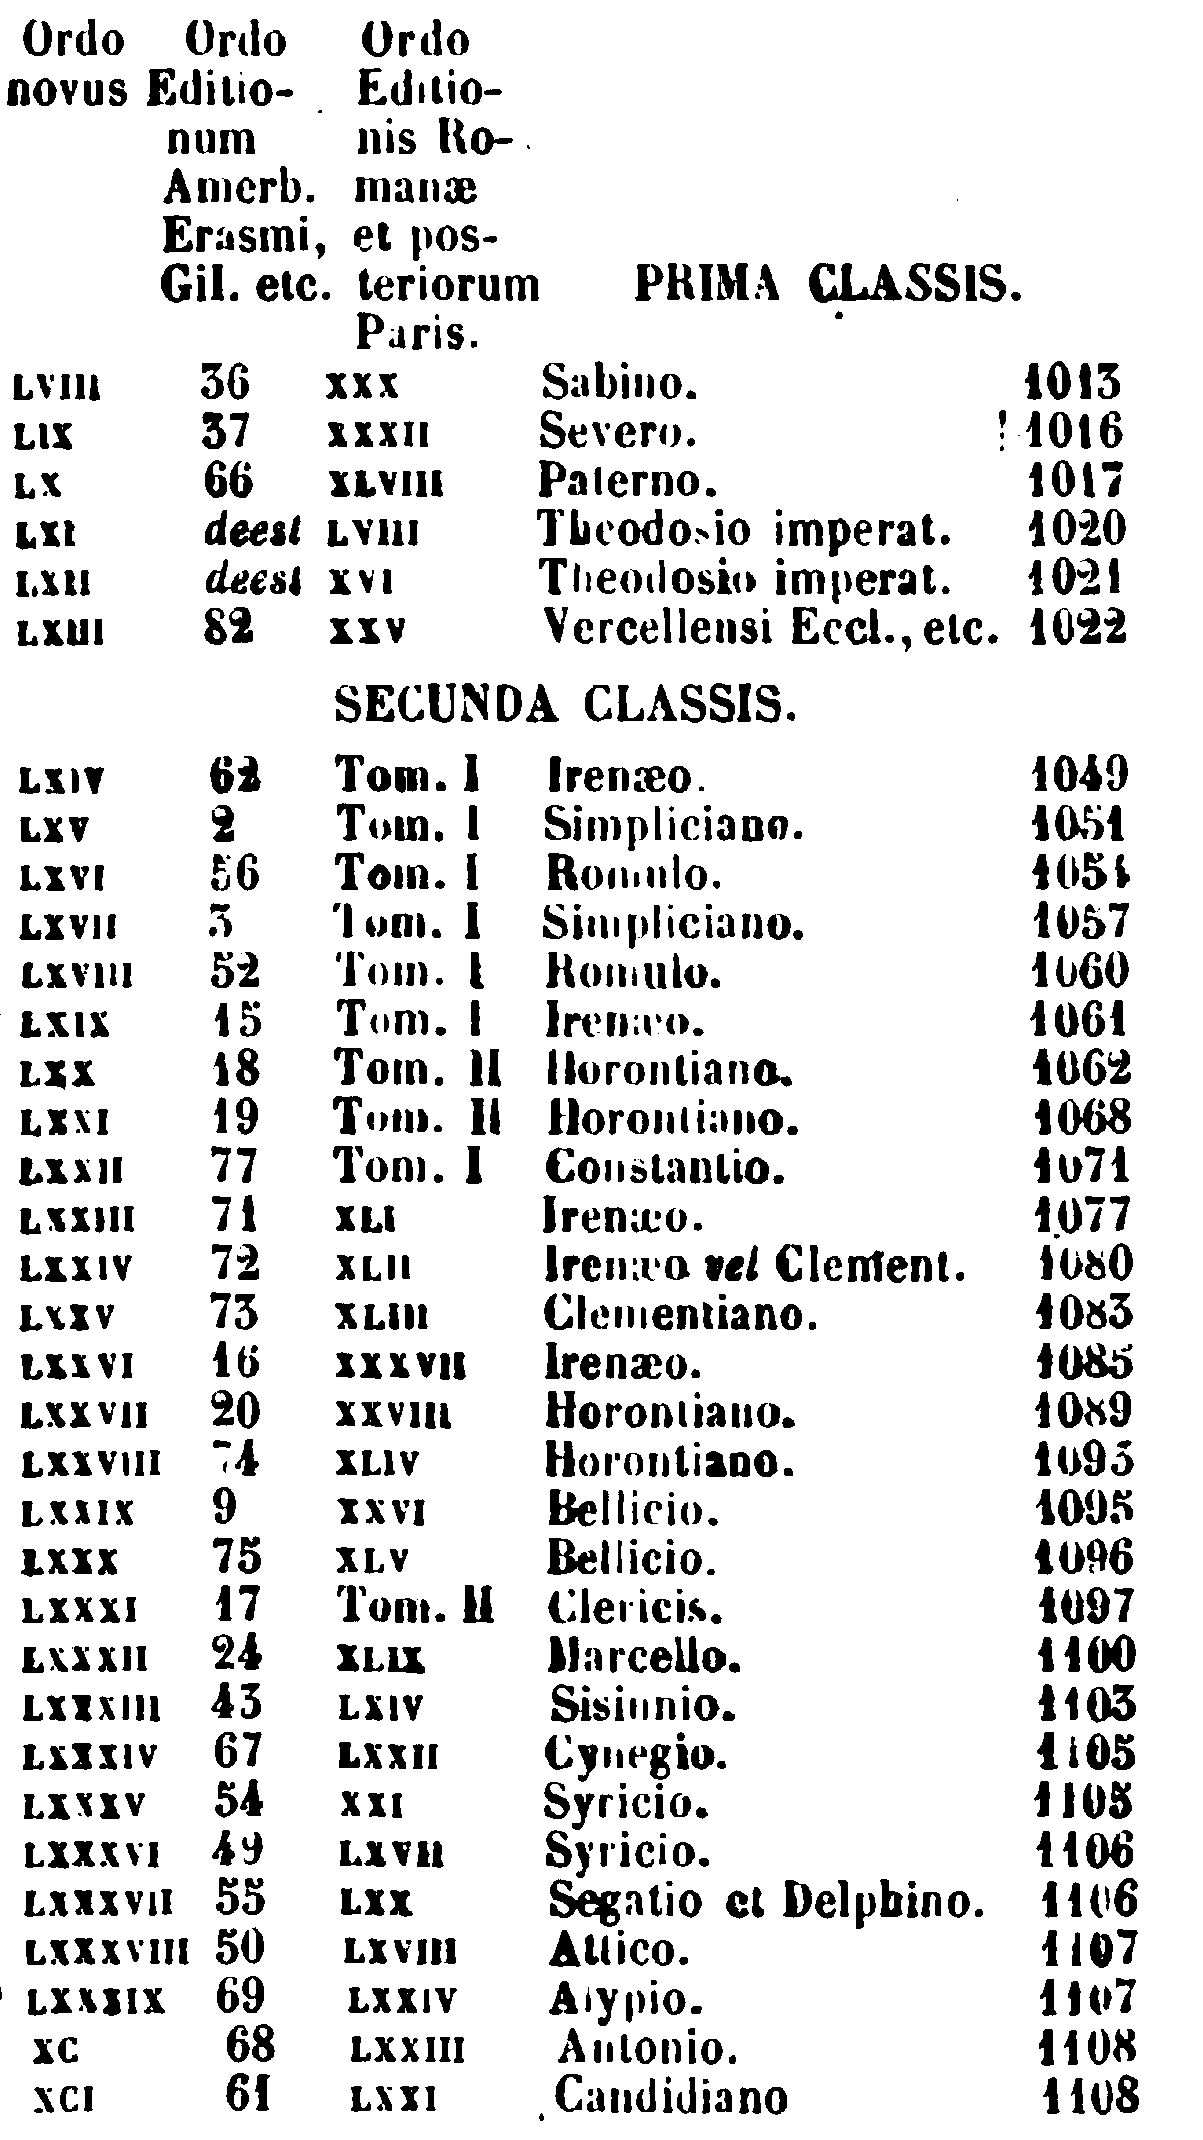 Ordo Ordo Ordo
novus Editio- Editio-
num nis Ro-
Amerb. manæ
Erasmi, et pos-
Gil. etc. teriorum PRIMA CLASSIS.
Paris.
LVIII 36 XXX Sabino. 1013
LIX 37 XXXII Severo. 1016
LX 66 XLVIII Paterno. 1017
LXI deest LVIII Theodosio imperat. 1020
LXII deest XVI Theodosio imperat. 1021
LXIII 82 XXV Vercellensi Eccl., etc. 1022
SECUNDA CLASSIS.
LXIV 62 Tom. I Irenæo. 1049
LXV 2 Tom. I Simpliciano. 1051
LXVI 56 Tom. I Romulo. 1054
LXVII 3 Tom. I Simpliciano. 1057
LXVIII 52 Tom. I Romulo. 1060
LXIX 15 Tom. I Irenæo. 1061
LXX 18 Tom. II Horontiano. 1062
LXXI 19 Tom. II Horontiano. 1068
LXXII 77 Tom. I Constantio. 1071
LXXIII 71 XLI Irenæo. 1077
LXXIV 72 XLII Irenæo vel Clement. 1080
LXXV 73 XLIII Clementiano. 1083
LXXVI 16 XXXVII Irenæo. 1085
LXXVII 20 XXVIII Horontiano. 1089
LXXVIII 74 XLIV Horontiano. 1093
LXXIX 9 XXVI Bellicio. 1095
LXXX 75 XLV Bellicio. 1096
LXXXI 17 Tom. II Clericis. 1097
LXXXII 24 XLIX Marcello. 1100
LXXXIII 43 LXIV Sisinnio. 1103
LXXXIV 67 LXXII Cynegio. 1105
LXXXV 54 XXI Syricio. 1105
LXXXVI 49 LXVII Syricio. 1106
LXXXVII 55 LXX Segatio et Delphino. 1106
LXXXVIII 50 LXVIII Attico. 1107
LXXXIX 69 LXXIV Alypio. 1107
XC 68 LXXIII Antonio. 1108
XCI 61 LXXI Candidiano 1108